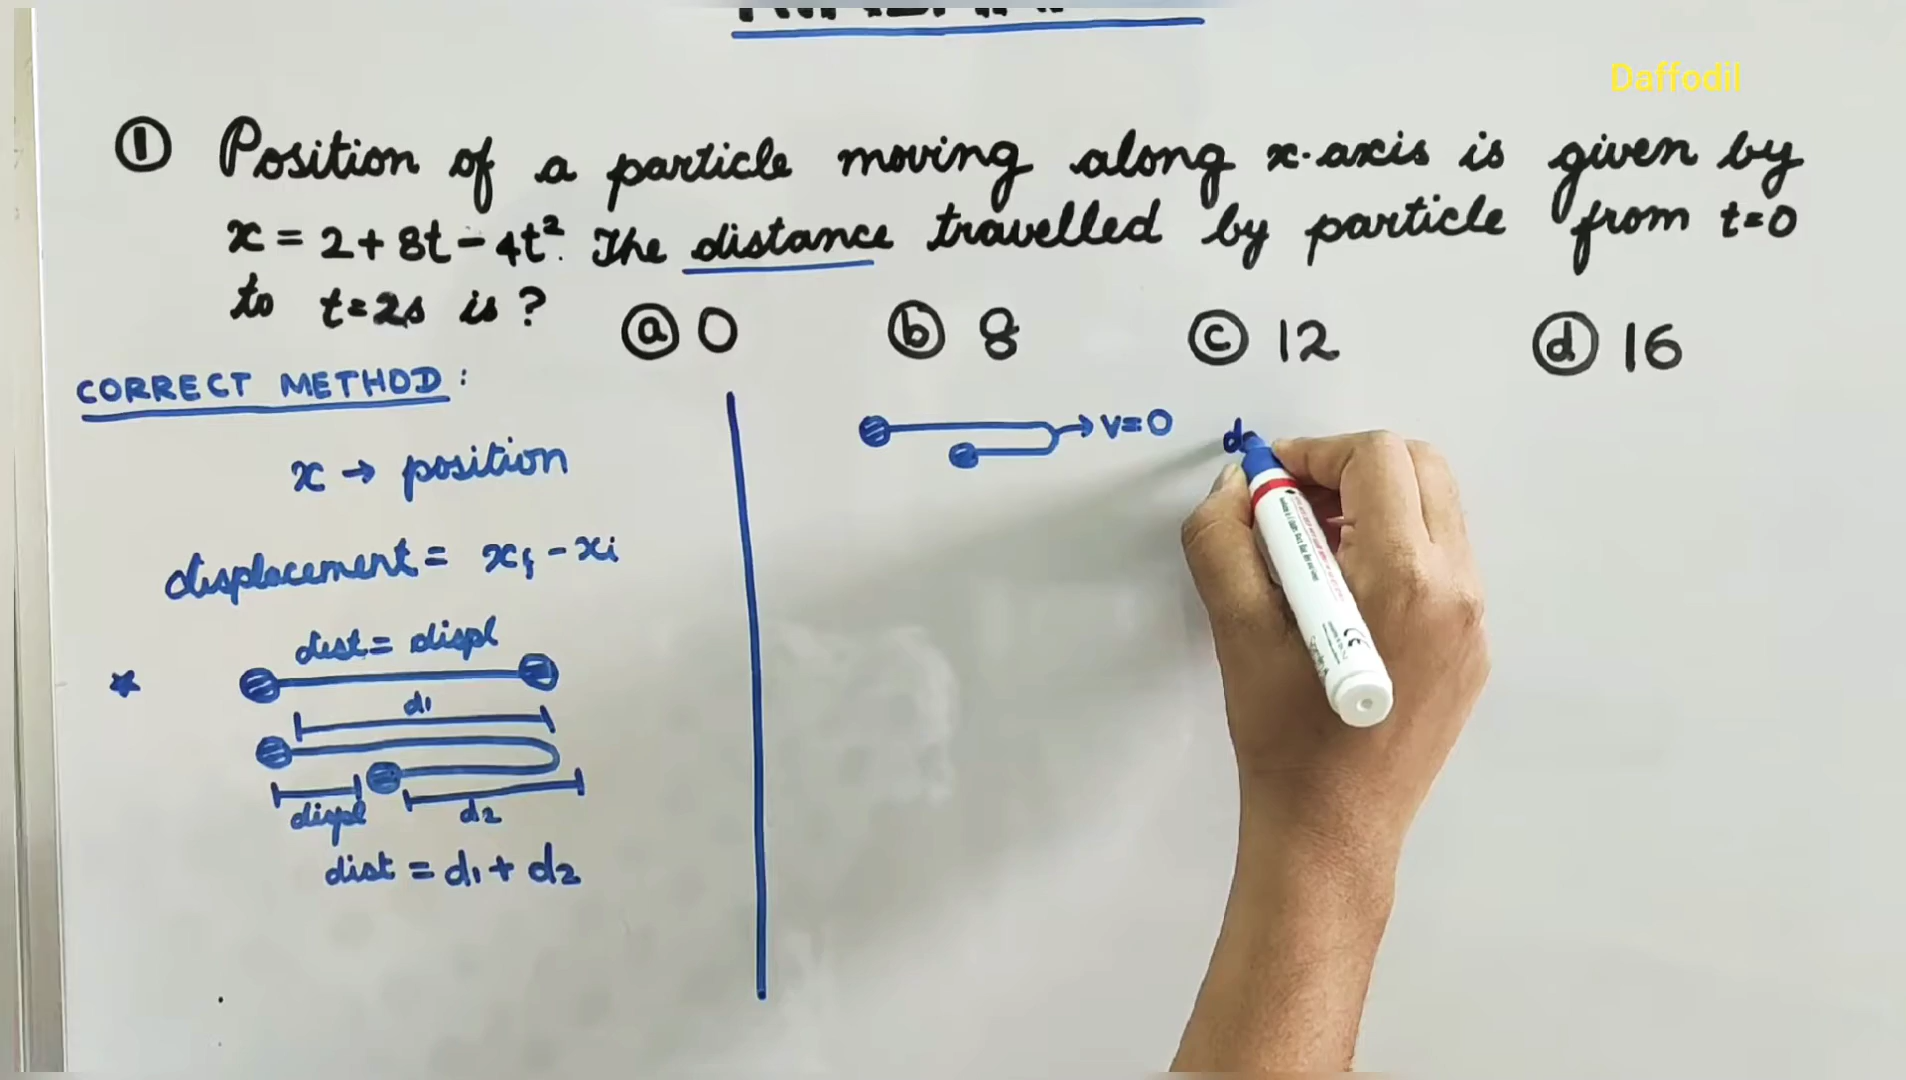 Daffodil
① Position of a particle moving along x-axis is given by
x = 2 + 8t - 4t². The distance travelled by particle from t=0
to t=2s is ?
ⓐ 0 ⓑ 8 ⓒ 12 ⓓ 16
CORRECT METHOD :
x → position
displacement = xf - xi
dist = displ
d1
displ d2
dist = d1 + d2
→ v=0